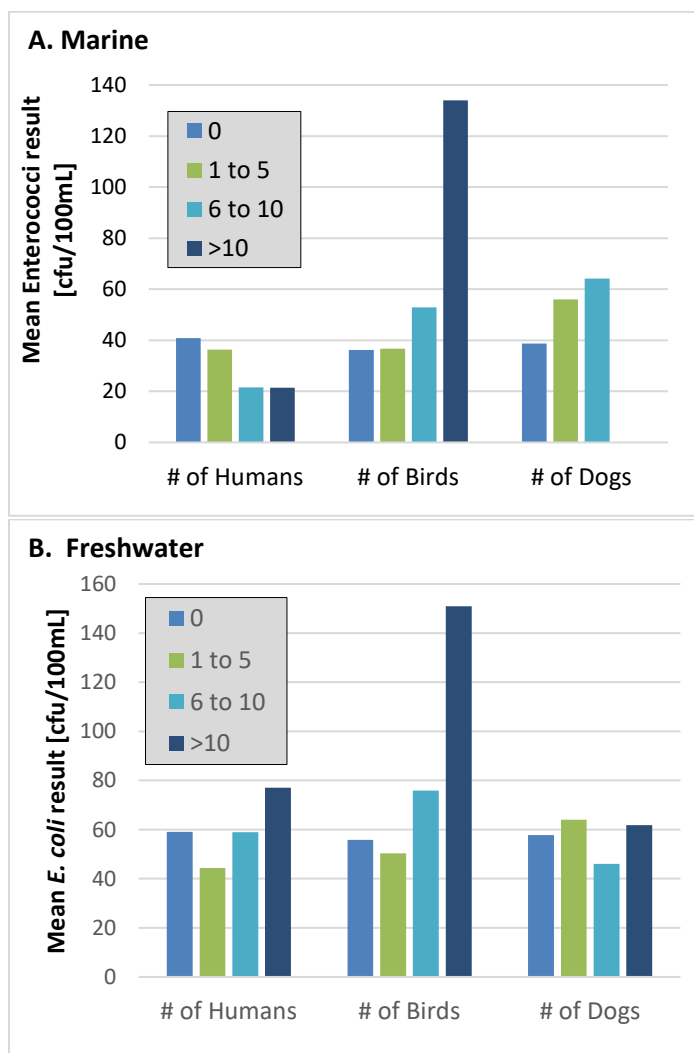 A. Marine
Mean Enterococci result
[cfu/100mL]
140
120
100
80
60
40
20
0
0
1 to 5
6 to 10
>10
# of Humans
# of Birds
# of Dogs
B. Freshwater
Mean E. coli result [cfu/100mL]
160
140
120
100
80
60
40
20
0
0
1 to 5
6 to 10
>10
# of Humans
# of Birds
# of Dogs